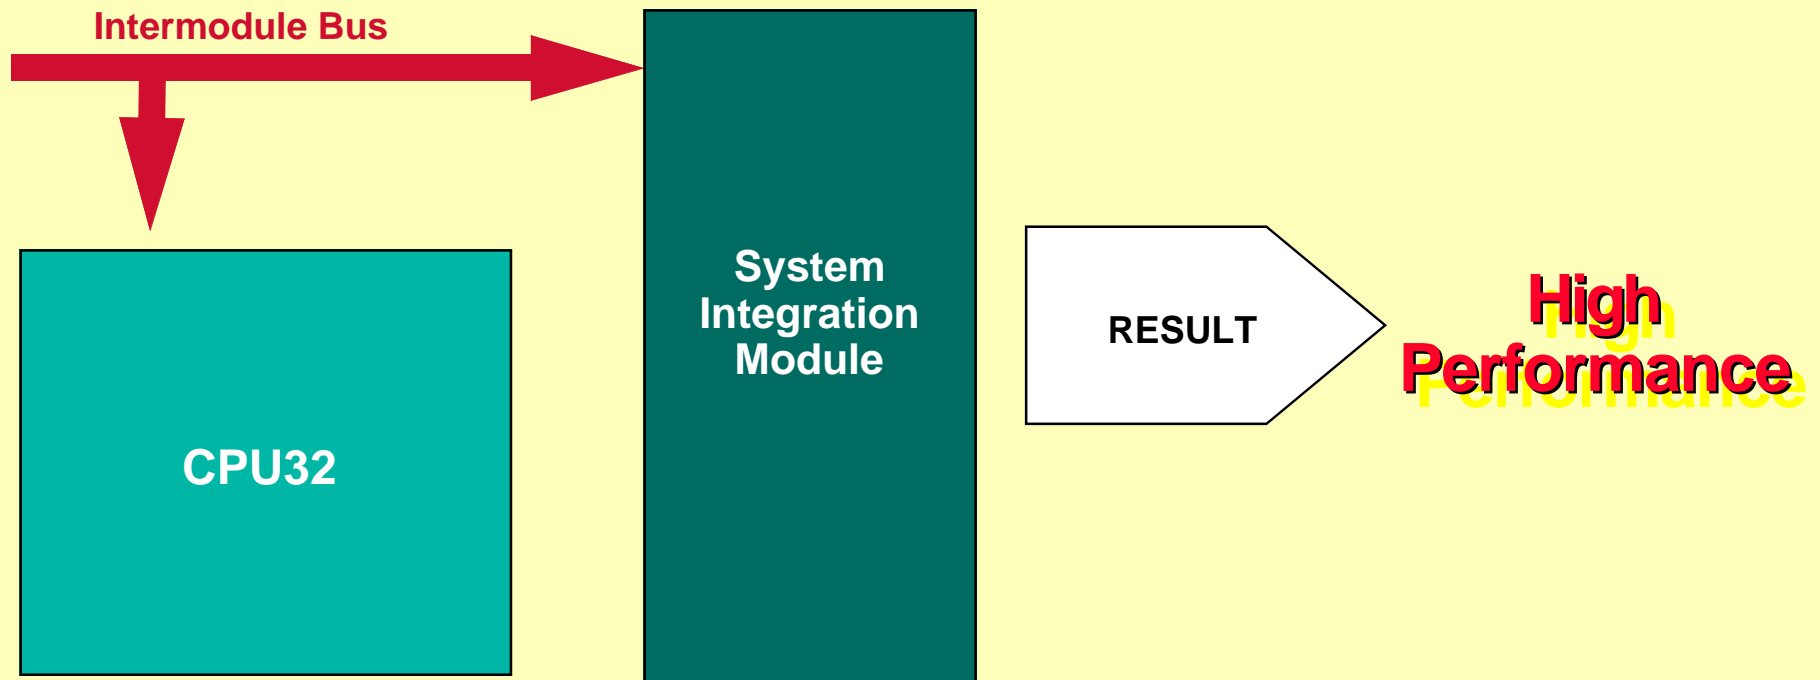 Intermodule Bus
System
Integration
Module
CPU32
RESULT
High
Performance